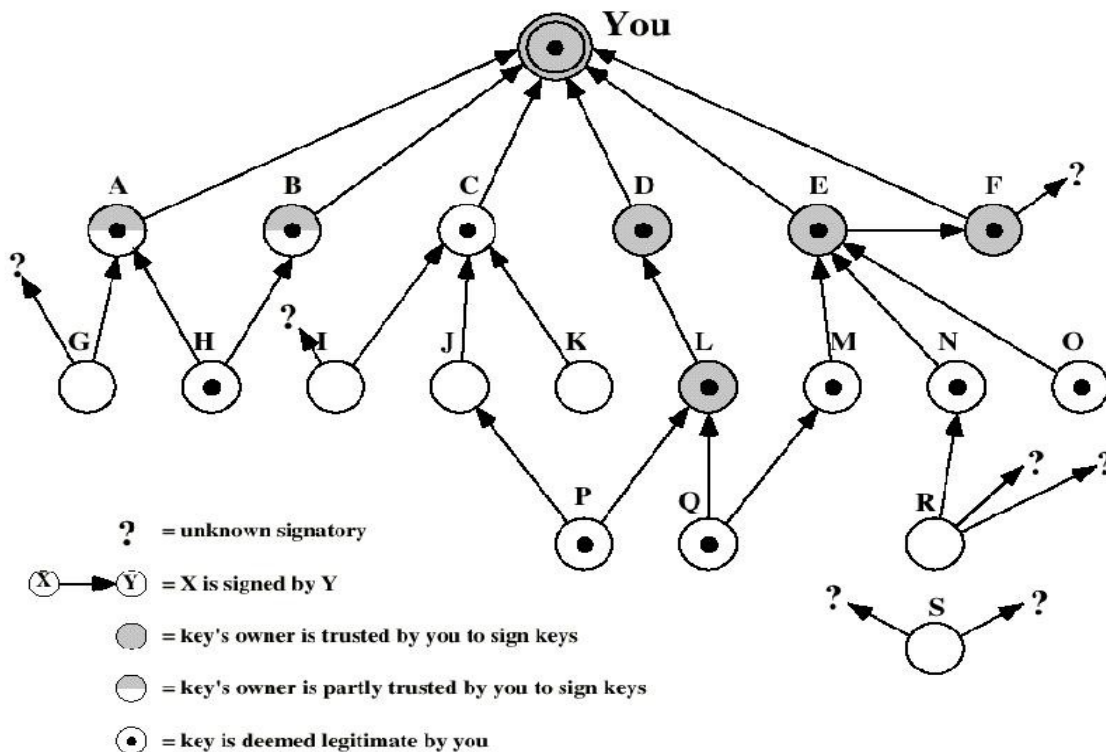 You
A B C D E F ?
?
G H ? I J K L M N O
P Q R ? ?
? = unknown signatory
X Y = X is signed by Y
? S ?
= key's owner is trusted by you to sign keys
= key's owner is partly trusted by you to sign keys
= key is deemed legitimate by you